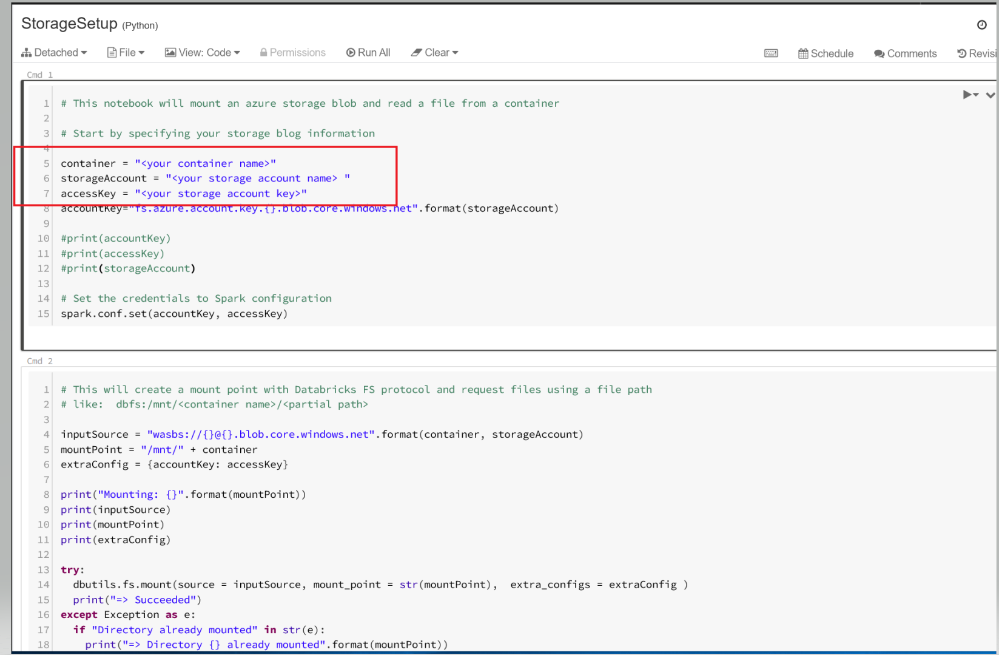 StorageSetup (Python)
Detached File View: Code Permissions Run All Clear Schedule Comments Revisi
Cmd 1
1 # This notebook will mount an azure storage blob and read a file from a container
2
3 # Start by specifying your storage blog information
4
5 container = "<your container name>"
6 storageAccount = "<your storage account name> "
7 accessKey = "<your storage account key>"
8 accountKey="fs.azure.account.key.{}.blob.core.windows.net".format(storageAccount)
9
10 #print(accountKey)
11 #print(accessKey)
12 #print(storageAccount)
13
14 # Set the credentials to Spark configuration
15 spark.conf.set(accountKey, accessKey)
Cmd 2
1 # This will create a mount point with Databricks FS protocol and request files using a file path
2 # like:  dbfs:/mnt/<container name>/<partial path>
3
4 inputSource = "wasbs://{}@{}.blob.core.windows.net".format(container, storageAccount)
5 mountPoint = "/mnt/" + container
6 extraConfig = {accountKey: accessKey}
7
8 print("Mounting: {}".format(mountPoint))
9 print(inputSource)
10 print(mountPoint)
11 print(extraConfig)
12
13 try:
14   dbutils.fs.mount(source = inputSource, mount_point = str(mountPoint),  extra_configs = extraConfig )
15   print("=> Succeeded")
16 except Exception as e:
17   if "Directory already mounted" in str(e):
18     print("=> Directory {} already mounted".format(mountPoint))